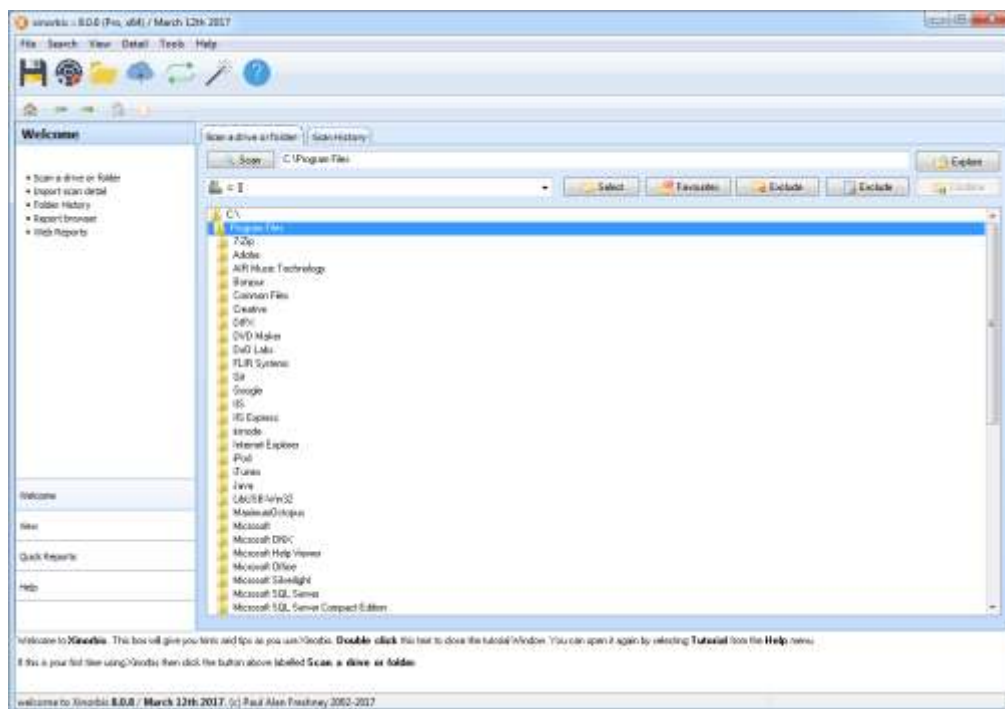 xinorbis :: 8.0.8 (Pro, x64) / March 12th 2017
File Search View Detail Tools Help
Welcome
Scan a drive or folder
Scan History
Scan
C:\Program Files
Explore
Select
Favourites
Exclude
Exclude
• Scan a drive or folder
• Import scan detail
• Folder History
• Report browser
• Web Reports
C:\
Program Files
7-Zip
Adobe
AIR Music Technology
Bonjour
Common Files
Creative
DIFX
DVD Maker
DxO Labs
FLIR Systems
Git
Google
IIS
IIS Express
Internet Explorer
iPod
iTunes
Java
LibUSB-Win32
MaximumOctopus
Microsoft
Microsoft DNX
Microsoft Help Viewer
Microsoft Office
Microsoft Silverlight
Microsoft SQL Server
Microsoft SQL Server Compact Edition
Welcome
View
Quick Reports
Help
Welcome to Xinorbis. This box will give you hints and tips as you use Xinorbis. Double click this text to close the tutorial Window. You can open it again by selecting Tutorial from the Help menu.
If this is your first time using Xinorbis then click the button above labelled Scan a drive or folder
welcome to Xinorbis 8.0.8 / March 12th 2017. (c) Paul Alan Freshney 2002-2017